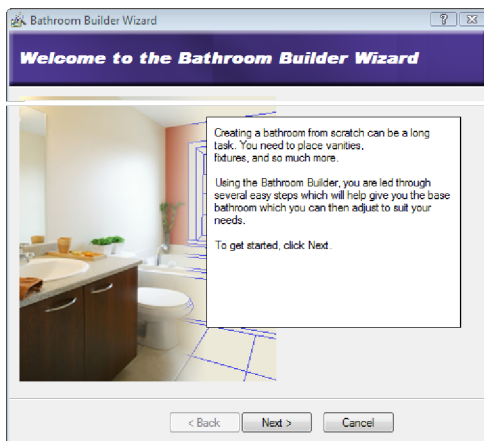 Bathroom Builder Wizard
Welcome to the Bathroom Builder Wizard
Creating a bathroom from scratch can be a long
task. You need to place vanities,
fixtures, and so much more.
Using the Bathroom Builder, you are led through
several easy steps which will help give you the base
bathroom which you can then adjust to suit your
needs.
To get started, click Next.
< Back Next > Cancel